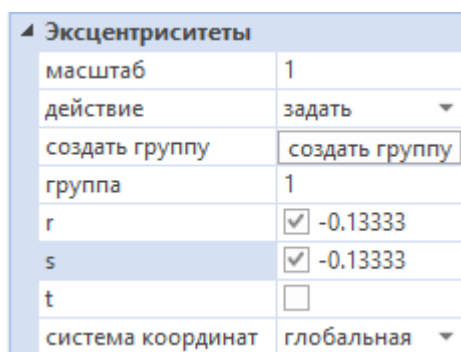 Эксцентриситеты
масштаб 1
действие задать
создать группу создать группу
группа 1
r -0.13333
s -0.13333
t
система координат глобальная